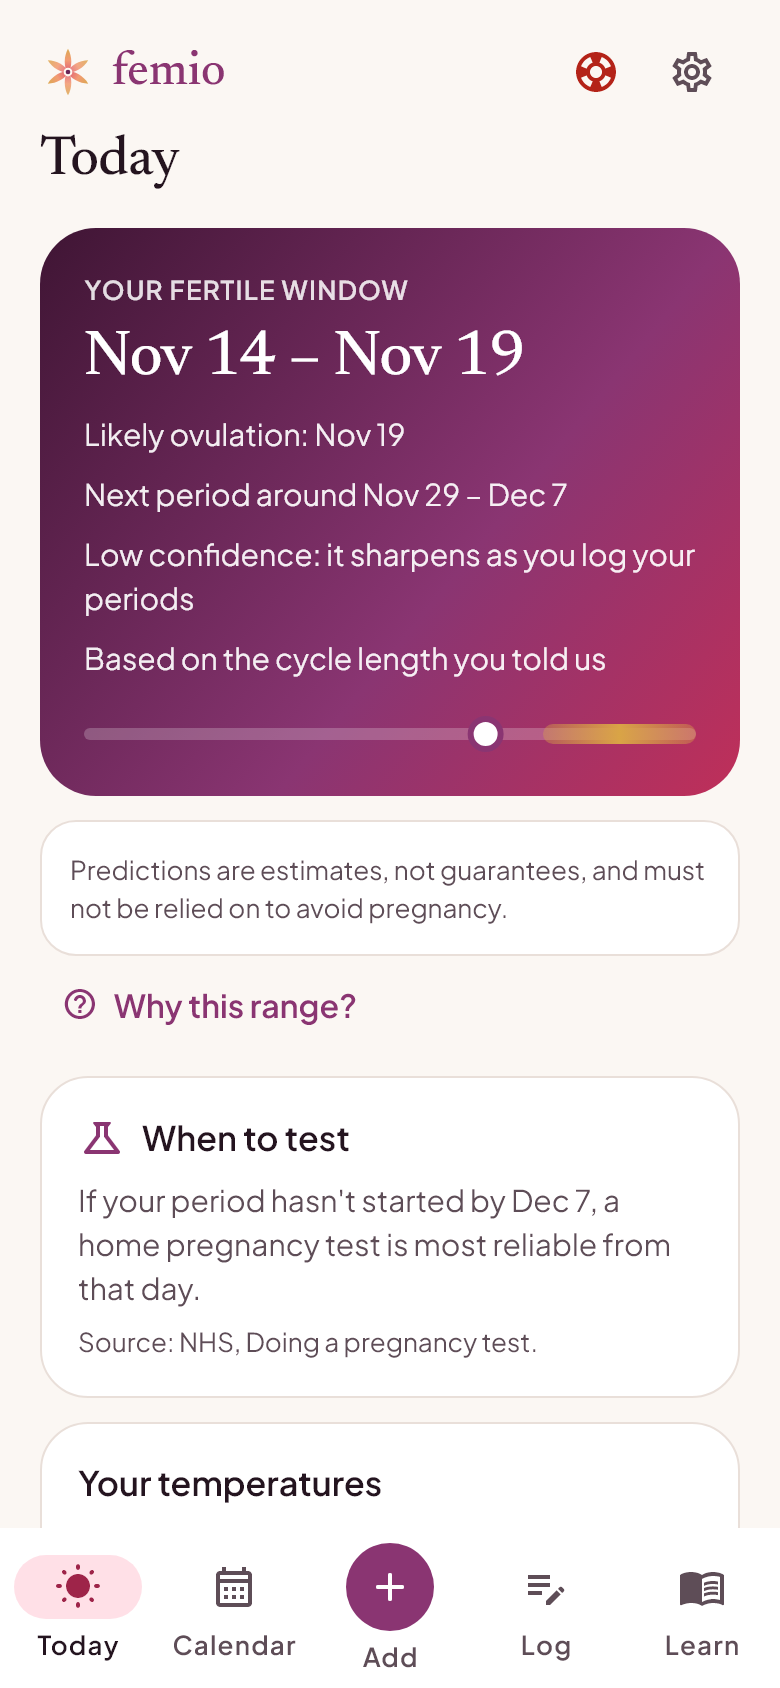 femio
Today
YOUR FERTILE WINDOW
Nov 14 – Nov 19
Likely ovulation: Nov 19
Next period around Nov 29 – Dec 7
Low confidence: it sharpens as you log your
periods
Based on the cycle length you told us
Predictions are estimates, not guarantees, and must
not be relied on to avoid pregnancy.
Why this range?
When to test
If your period hasn't started by Dec 7, a
home pregnancy test is most reliable from
that day.
Source: NHS, Doing a pregnancy test.
Your temperatures
Today
Calendar
Add
Log
Learn